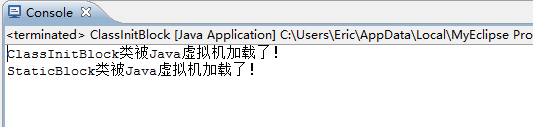 Console
<terminated> ClassInitBlock [Java Application] C:\Users\Eric\AppData\Local\MyEclipse Pro
ClassInitBlock类被Java虚拟机加载了!
StaticBlock类被Java虚拟机加载了!